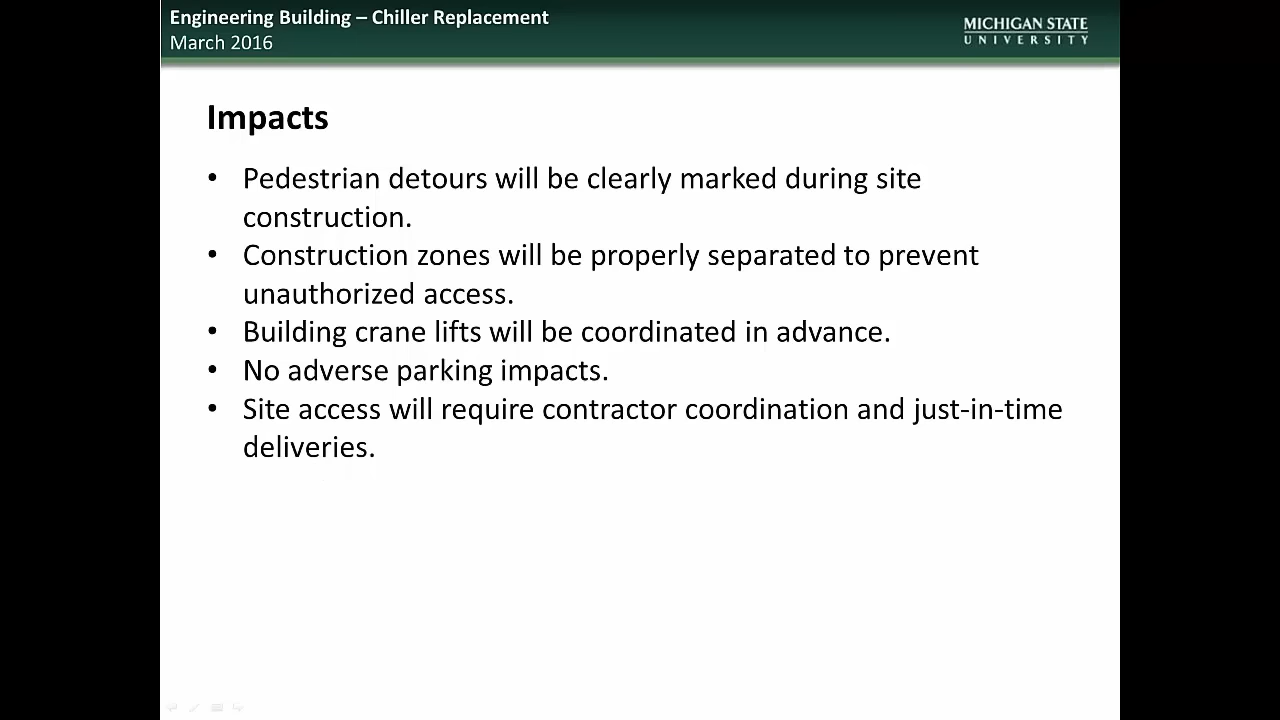 Engineering Building – Chiller Replacement
March 2016
MICHIGAN STATE
UNIVERSITY
Impacts
• Pedestrian detours will be clearly marked during site
construction.
• Construction zones will be properly separated to prevent
unauthorized access.
• Building crane lifts will be coordinated in advance.
• No adverse parking impacts.
• Site access will require contractor coordination and just-in-time
deliveries.